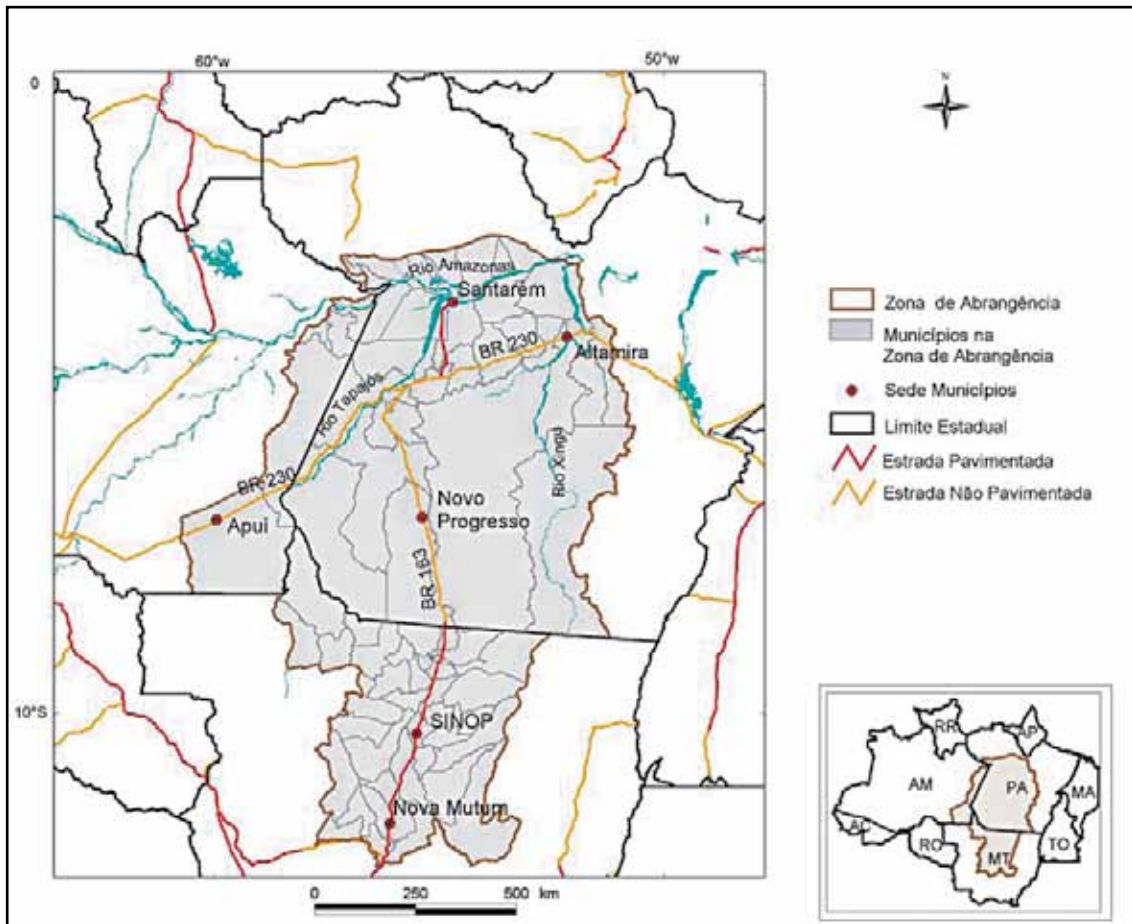 60°w
50°w
0
N
Rio Amazonas
Santarém
BR 230
Altamira
Rio Tapajós
Rio Xingu
BR 230
Apui
Novo
Progresso
BR 163
10°s
SINOP
Nova Mutum
0 250 500
km
Zona de Abrangência
Municípios na
Zona de Abrangência
Sede Municípios
Limite Estadual
Estrada Pavimentada
Estrada Não Pavimentada
RR
AP
AM
PA
MA
AC
RO
TO
MT